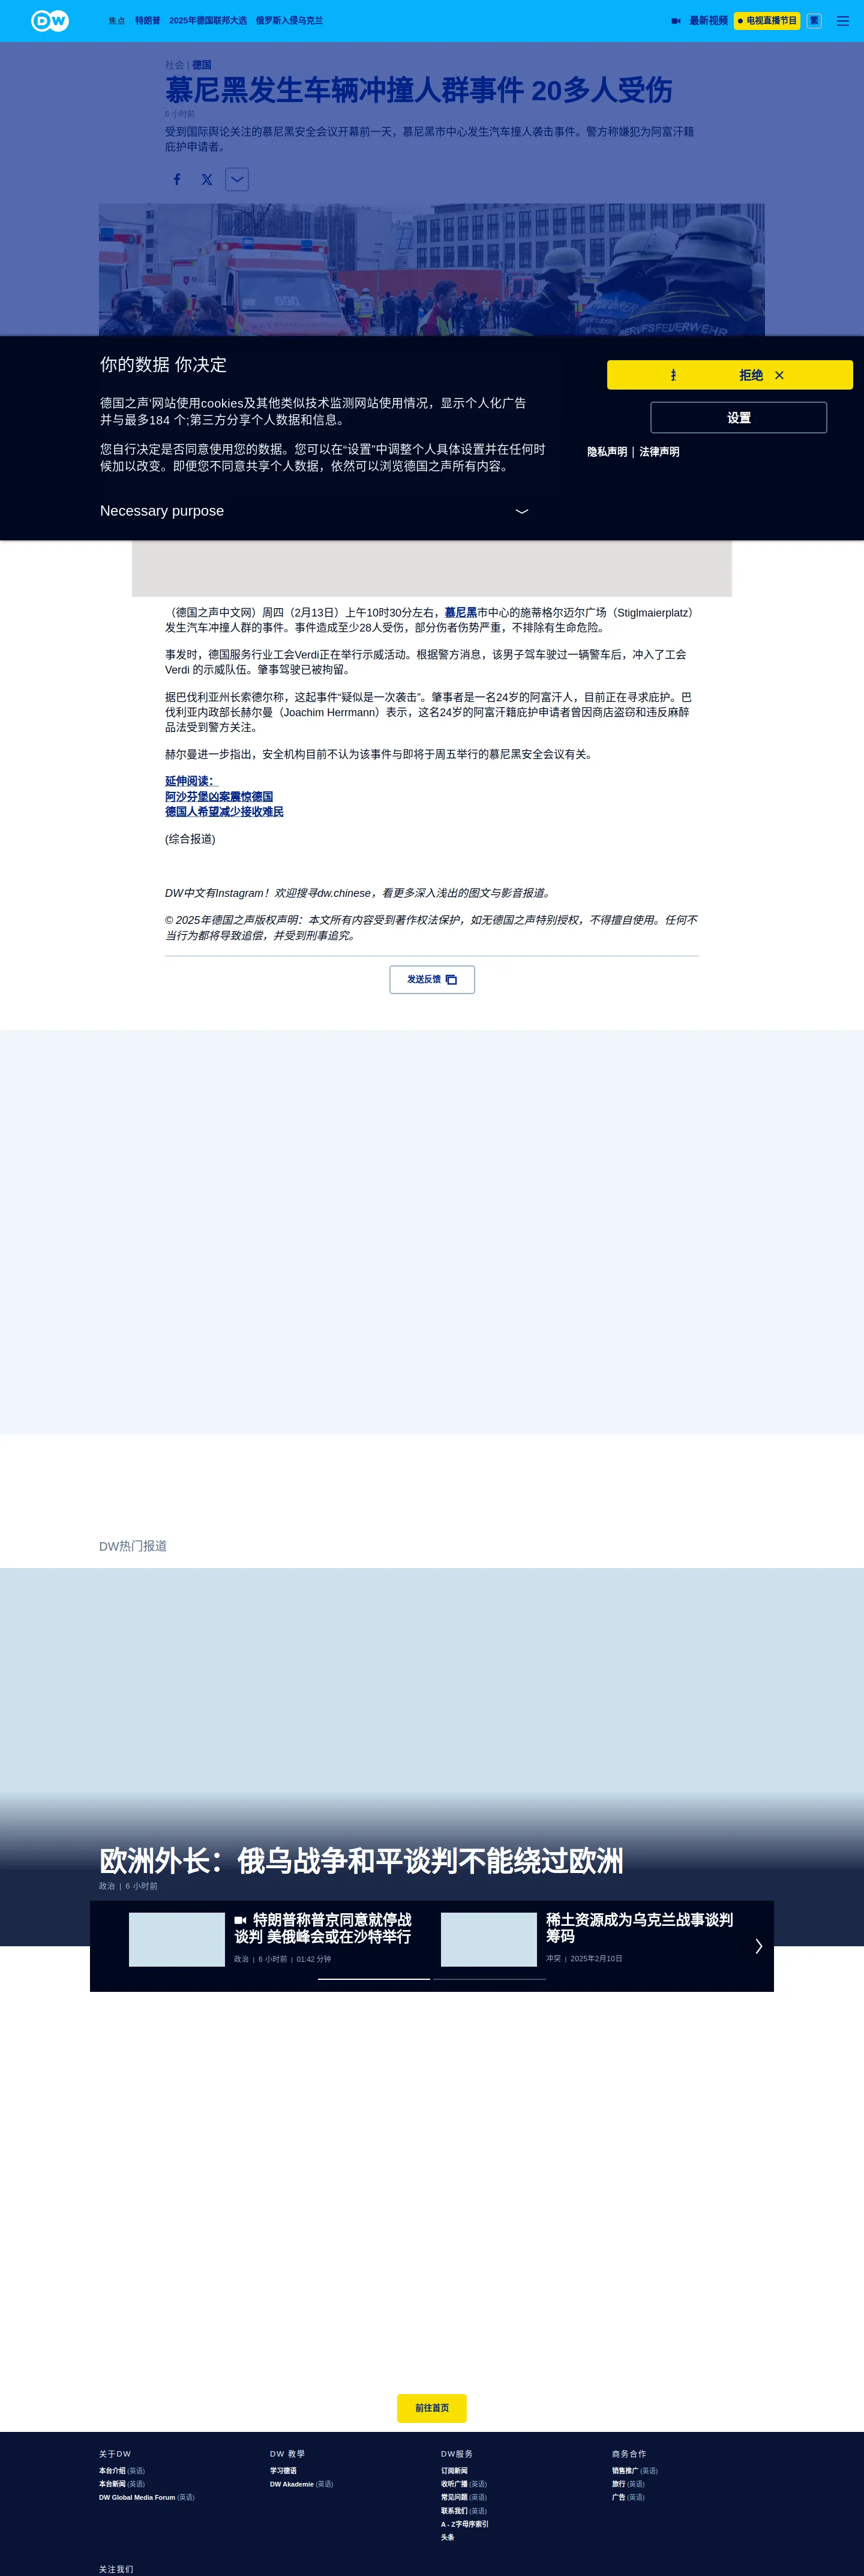 DW
焦点 特朗普 2025年德国联邦大选 俄罗斯入侵乌克兰
最新视频 电视直播节目 繁
社会 | 德国
慕尼黑发生车辆冲撞人群事件 20多人受伤
6 小时前
受到国际舆论关注的慕尼黑安全会议开幕前一天，慕尼黑市中心发生汽车撞人袭击事件。警方称嫌犯为阿富汗籍
庇护申请者。
BERUFSFEUERWEHR
你的数据 你决定
拒绝
德国之声'网站使用cookies及其他类似技术监测网站使用情况，显示个人化广告
并与最多184 个;第三方分享个人数据和信息。
设置
您自行决定是否同意使用您的数据。您可以在“设置”中调整个人具体设置并在任何时
候加以改变。即便您不同意共享个人数据，依然可以浏览德国之声所有内容。
隐私声明 | 法律声明
Necessary purpose
（德国之声中文网）周四（2月13日）上午10时30分左右，慕尼黑市中心的施蒂格尔迈尔广场（Stiglmaierplatz）
发生汽车冲撞人群的事件。事件造成至少28人受伤，部分伤者伤势严重，不排除有生命危险。
事发时，德国服务行业工会Verdi正在举行示威活动。根据警方消息，该男子驾车驶过一辆警车后，冲入了工会
Verdi 的示威队伍。肇事驾驶已被拘留。
据巴伐利亚州长索德尔称，这起事件“疑似是一次袭击”。肇事者是一名24岁的阿富汗人，目前正在寻求庇护。巴
伐利亚内政部长赫尔曼（Joachim Herrmann）表示，这名24岁的阿富汗籍庇护申请者曾因商店盗窃和违反麻醉
品法受到警方关注。
赫尔曼进一步指出，安全机构目前不认为该事件与即将于周五举行的慕尼黑安全会议有关。
延伸阅读：
阿沙芬堡凶案震惊德国
德国人希望减少接收难民
(综合报道)
DW中文有Instagram！欢迎搜寻dw.chinese，看更多深入浅出的图文与影音报道。
© 2025年德国之声版权声明：本文所有内容受到著作权法保护，如无德国之声特别授权，不得擅自使用。任何不
当行为都将导致追偿，并受到刑事追究。
发送反馈
DW热门报道
欧洲外长：俄乌战争和平谈判不能绕过欧洲
政治 | 6 小时前
特朗普称普京同意就停战
谈判 美俄峰会或在沙特举行
政治 | 6 小时前 | 01:42 分钟
稀土资源成为乌克兰战事谈判
筹码
冲突 | 2025年2月10日
前往首页
关于DW
本台介绍 (英语)
本台新闻 (英语)
DW Global Media Forum (英语)
DW 教學
学习德语
DW Akademie (英语)
DW服务
订阅新闻
收听广播 (英语)
常见问题 (英语)
联系我们 (英语)
A - Z字母序索引
头条
商务合作
销售推广 (英语)
旅行 (英语)
广告 (英语)
关注我们